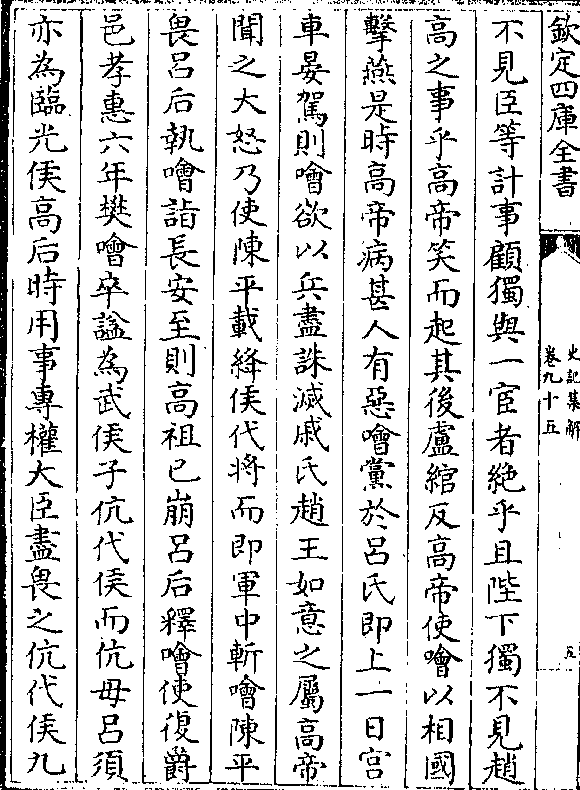 欽定四庫全書
史記集解
卷九十五
五
不見臣等計事顧獨與一宦者絶乎且陛下獨不見趙
高之事乎高帝笑而起其後盧綰反高帝使噲以相國
擊燕是時高帝病甚人有惡噲黨於吕氏即上一日宫
車晏駕則噲欲以兵盡誅滅戚氏趙王如意之屬高帝
聞之大怒乃使陳平載絳侯代將而即軍中斬噲陳平
畏吕后執噲詣長安至則高祖已崩吕后釋噲使復爵
邑孝惠六年樊噲卒諡為武侯子伉代侯而伉母吕須
亦為臨光侯高后時用事專權大臣盡畏之伉代侯九